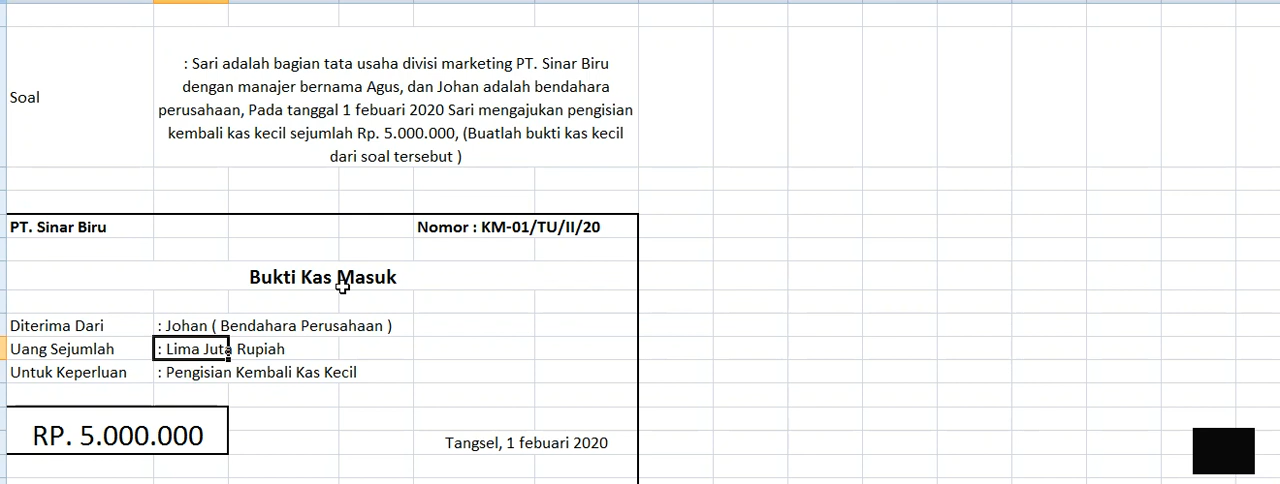 : Sari adalah bagian tata usaha divisi marketing PT. Sinar Biru
dengan manajer bernama Agus, dan Johan adalah bendahara
Soal
perusahaan, Pada tanggal 1 febuari 2020 Sari mengajukan pengisian
kembali kas kecil sejumlah Rp. 5.000.000, (Buatlah bukti kas kecil
dari soal tersebut )
PT. Sinar Biru Nomor : KM-01/TU/II/20
Bukti Kas Masuk
Diterima Dari : Johan ( Bendahara Perusahaan )
Uang Sejumlah : Lima Juta Rupiah
Untuk Keperluan : Pengisian Kembali Kas Kecil
RP. 5.000.000
Tangsel, 1 febuari 2020